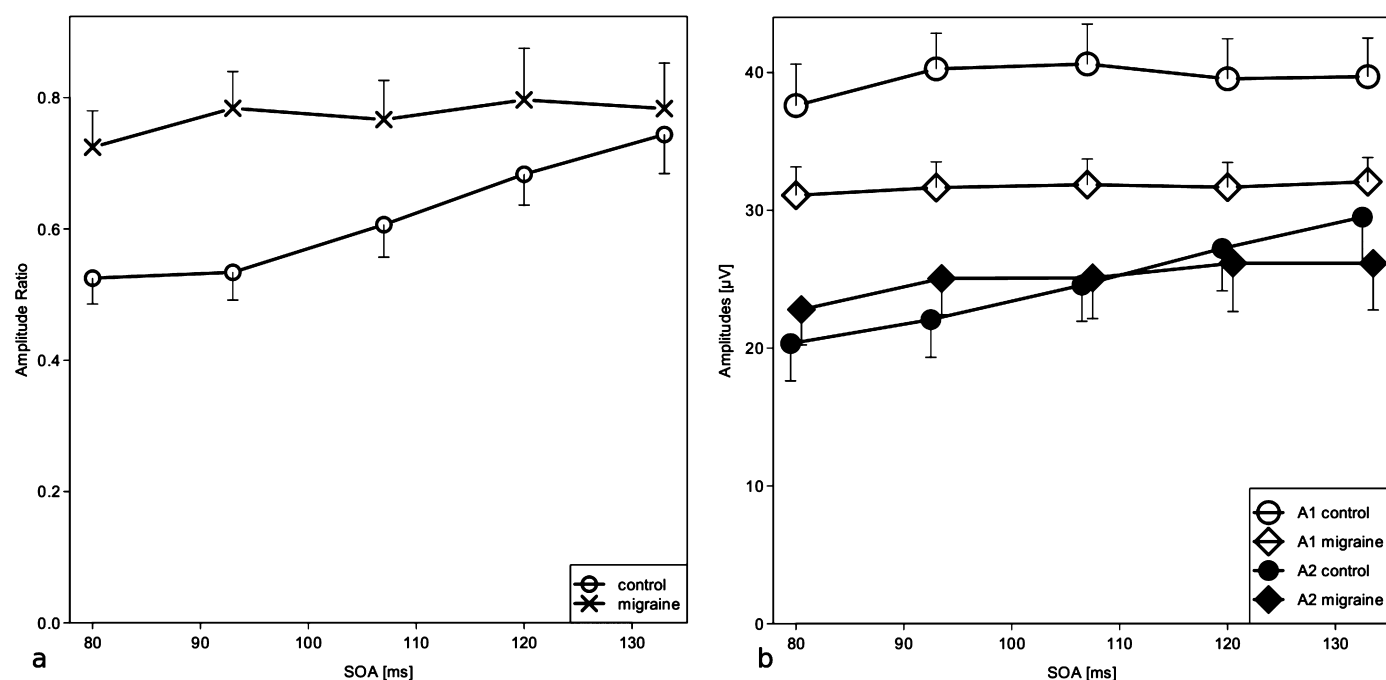 Amplitude Ratio
0.8
0.6
0.4
0.2
0.0
80 90 100 110 120 130
SOA [ms]
control
migraine
a
Amplitudes [µV]
40
30
20
10
0
80 90 100 110 120 130
SOA [ms]
A1 control
A1 migraine
A2 control
A2 migraine
b